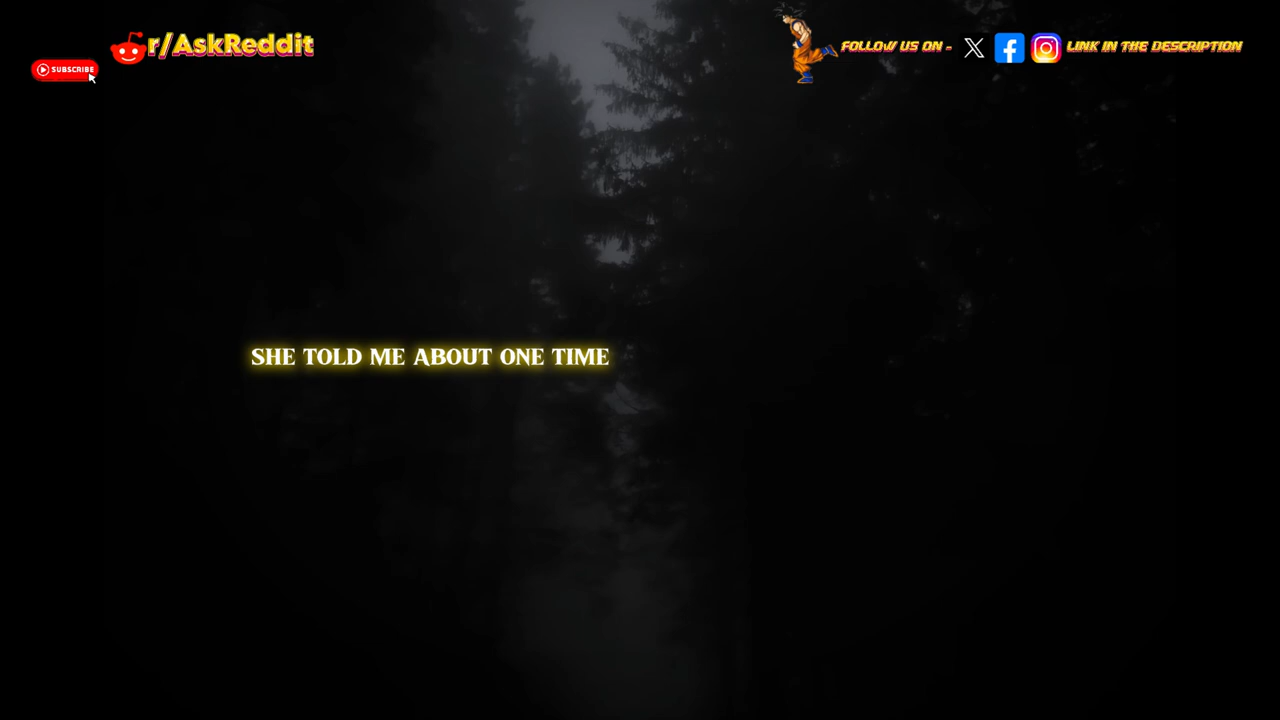 r/AskReddit
SUBSCRIBE
FOLLOW US ON -
LINK IN THE DESCRIPTION
SHE TOLD ME ABOUT ONE TIME